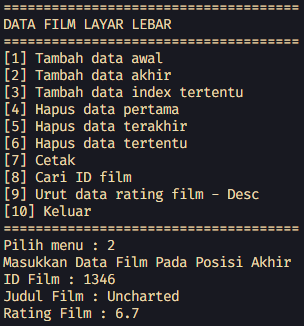 =====================================
DATA FILM LAYAR LEBAR
=====================================
[1] Tambah data awal
[2] Tambah data akhir
[3] Tambah data index tertentu
[4] Hapus data pertama
[5] Hapus data terakhir
[6] Hapus data tertentu
[7] Cetak
[8] Cari ID film
[9] Urut data rating film - Desc
[10] Keluar
=====================================
Pilih menu : 2
Masukkan Data Film Pada Posisi Akhir
ID Film : 1346
Judul Film : Uncharted
Rating Film : 6.7